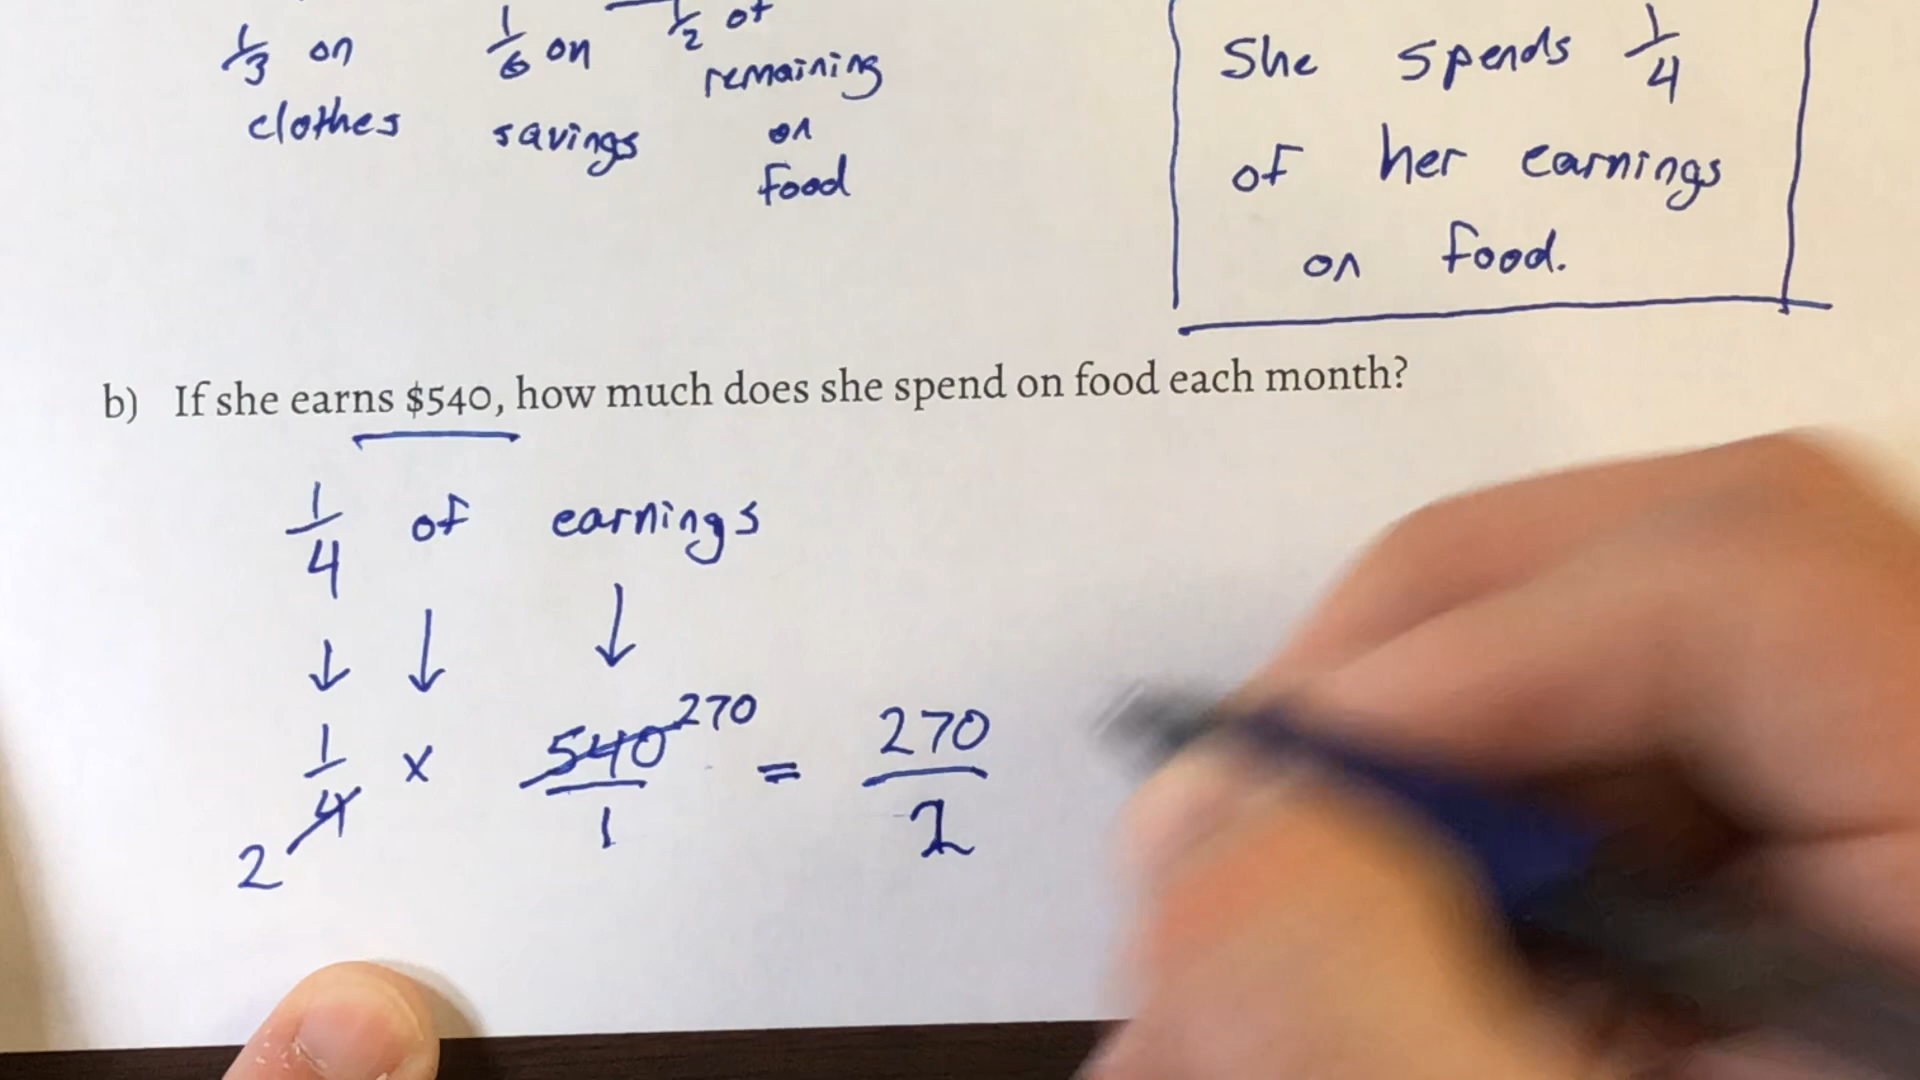 1/3 on clothes
1/6 on savings
1/2 of remaining on food
She spends 1/4
of her earnings
on food.
b) If she earns $540, how much does she spend on food each month?
1/4 of earnings
↓ ↓ ↓
1/4 x 540/1 = 270/2
270
2